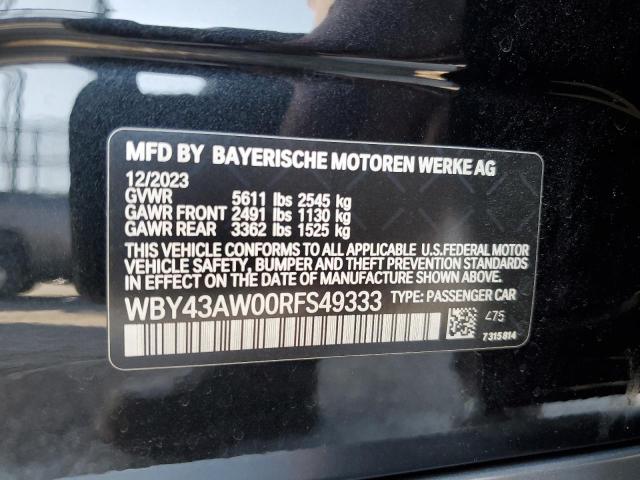 MFD BY BAYERISCHE MOTOREN WERKE AG
12/2023
GVWR 5611 lbs 2545 kg
GAWR FRONT 2491 lbs 1130 kg
GAWR REAR 3362 lbs 1525 kg
THIS VEHICLE CONFORMS TO ALL APPLICABLE U.S.FEDERAL MOTOR
VEHICLE SAFETY, BUMPER, AND THEFT PREVENTION STANDARDS
IN EFFECT ON THE DATE OF MANUFACTURE SHOWN ABOVE.
WBY43AW00RFS49333 TYPE: PASSENGER CAR
475
7315814